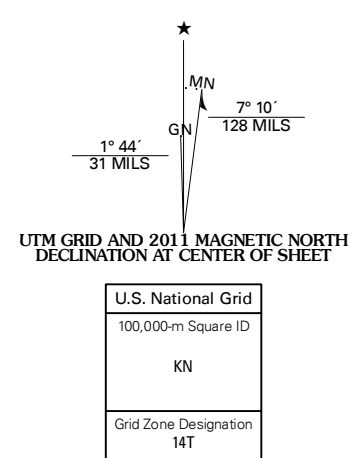 ★
MN
7° 10´
128 MILS
GN
1° 44´
31 MILS
UTM GRID AND 2011 MAGNETIC NORTH
DECLINATION AT CENTER OF SHEET
U.S. National Grid
100,000-m Square ID
KN
Grid Zone Designation
14T